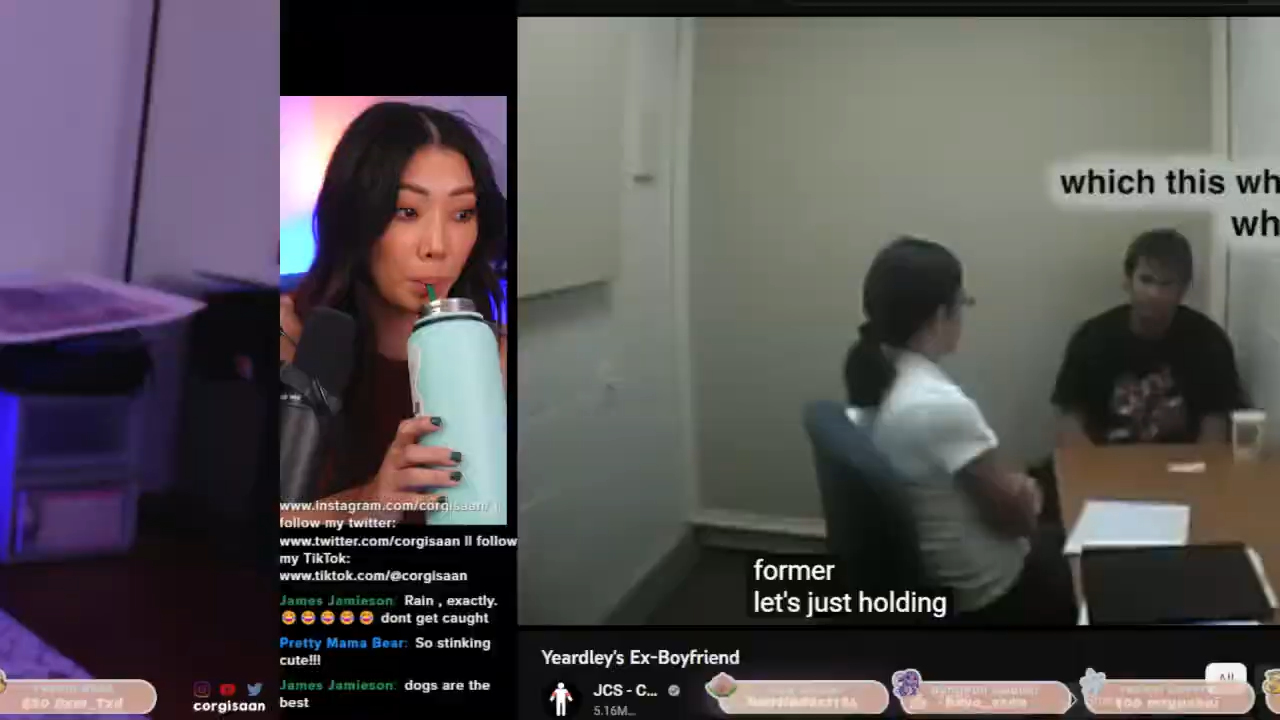 which this wh
wh
former
let's just holding
www.instagram.com/corgisaan/ ||
follow my twitter:
www.twitter.com/corgisaan || follow
my TikTok:
www.tiktok.com/@corgisaan
James Jamieson: Rain , exactly.
dont get caught
Pretty Mama Bear: So stinking
cute!!!
James Jamieson: dogs are the
best
Yeardley's Ex-Boyfriend
JCS - C...
5.16M...
All
corgisaan